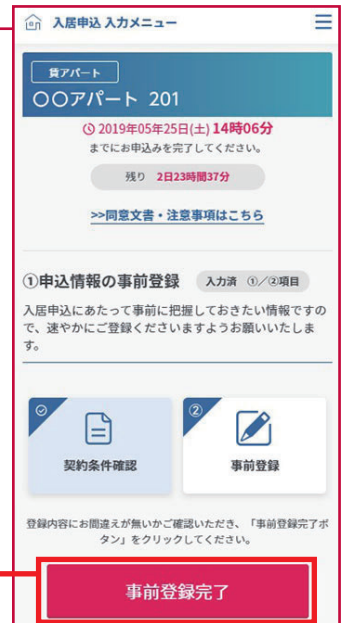 入居申込 入力メニュー
賃アパート
〇〇アパート 201
2019年05年25日(土) 14時06分
までにお申込みを完了してください。
残り 2日23時間37分
>>同意文書・注意事項はこちら
①申込情報の事前登録 入力済 ①/②項目
入居申込にあたって事前に把握しておきたい情報ですの
で、速やかにご登録くださいますようお願いいたしま
す。
②
契約条件確認 事前登録
登録内容にお間違えが無いかご確認いただき、「事前登録完了ボ
タン」をクリックしてください。
事前登録完了